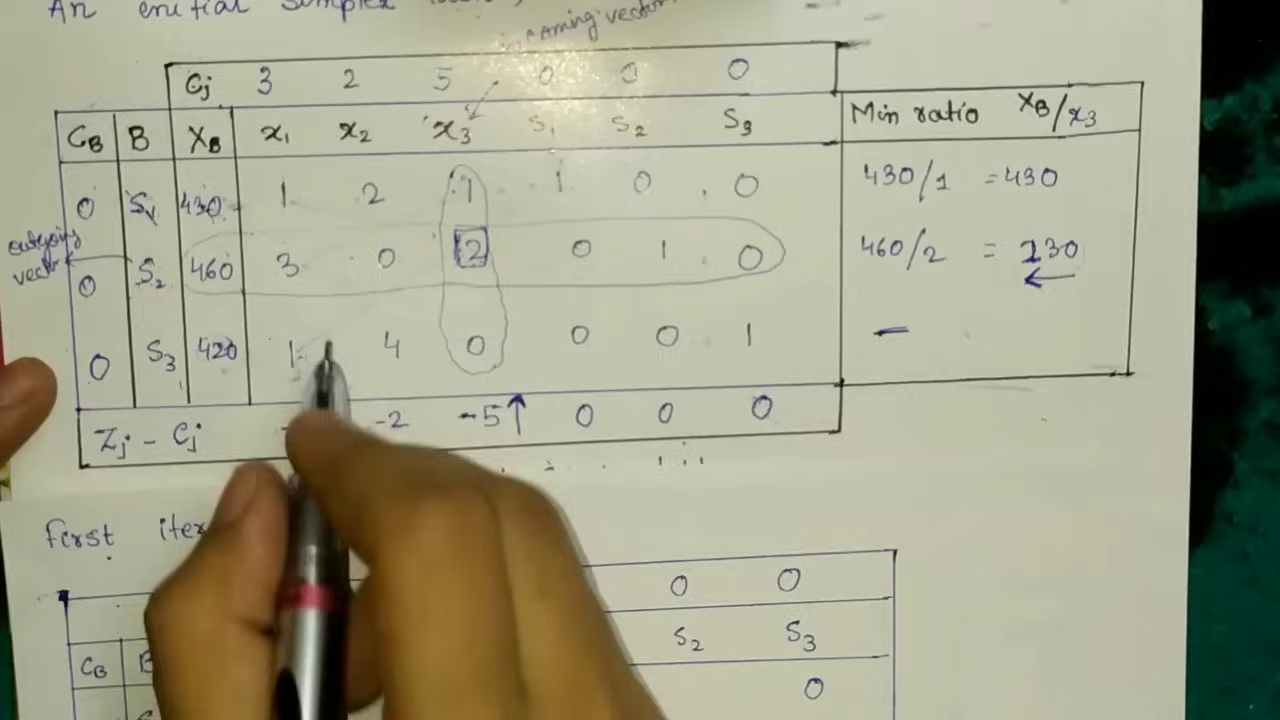 An initial simplex
incoming vector
Cj 3 2 5 0 0 0
CB B XB x1 x2 x3 S1 S2 S3 Min ratio XB/x3
0 S1 430 1 2 1 1 0 0 430/1 = 430
outgoing vector
0 S2 460 3 0 2 0 1 0 460/2 = 230
←
0 S3 420 1 4 0 0 0 1 —
Zj - Cj -2 -5↑ 0 0 0
First iter
0 0
CB B S2 S3
0